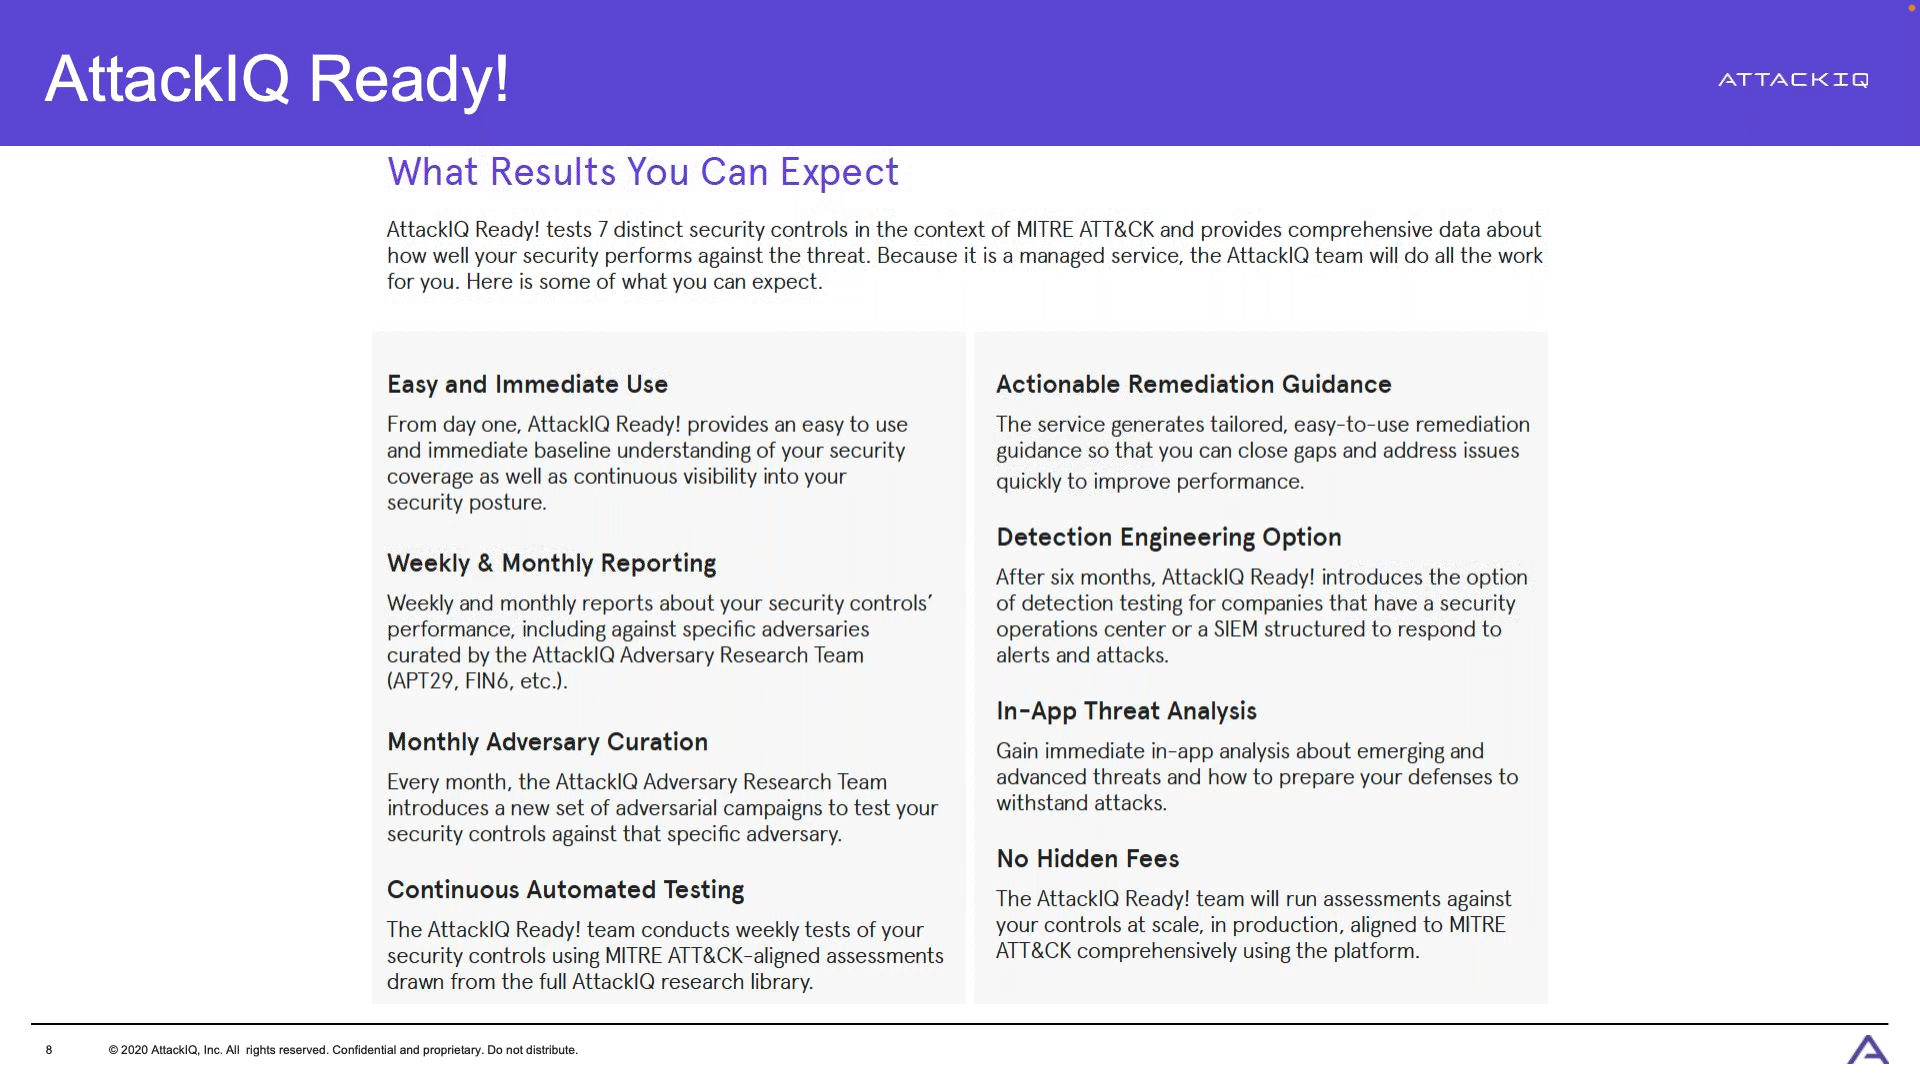 AttackIQ Ready!
ATTACKIQ
What Results You Can Expect
AttackIQ Ready! tests 7 distinct security controls in the context of MITRE ATT&CK and provides comprehensive data about
how well your security performs against the threat. Because it is a managed service, the AttackIQ team will do all the work
for you. Here is some of what you can expect.
Easy and Immediate Use
From day one, AttackIQ Ready! provides an easy to use
and immediate baseline understanding of your security
coverage as well as continuous visibility into your
security posture.
Weekly & Monthly Reporting
Weekly and monthly reports about your security controls’
performance, including against specific adversaries
curated by the AttackIQ Adversary Research Team
(APT29, FIN6, etc.).
Monthly Adversary Curation
Every month, the AttackIQ Adversary Research Team
introduces a new set of adversarial campaigns to test your
security controls against that specific adversary.
Continuous Automated Testing
The AttackIQ Ready! team conducts weekly tests of your
security controls using MITRE ATT&CK-aligned assessments
drawn from the full AttackIQ research library.
Actionable Remediation Guidance
The service generates tailored, easy-to-use remediation
guidance so that you can close gaps and address issues
quickly to improve performance.
Detection Engineering Option
After six months, AttackIQ Ready! introduces the option
of detection testing for companies that have a security
operations center or a SIEM structured to respond to
alerts and attacks.
In-App Threat Analysis
Gain immediate in-app analysis about emerging and
advanced threats and how to prepare your defenses to
withstand attacks.
No Hidden Fees
The AttackIQ Ready! team will run assessments against
your controls at scale, in production, aligned to MITRE
ATT&CK comprehensively using the platform.
8
© 2020 AttackIQ, Inc. All rights reserved. Confidential and proprietary. Do not distribute.